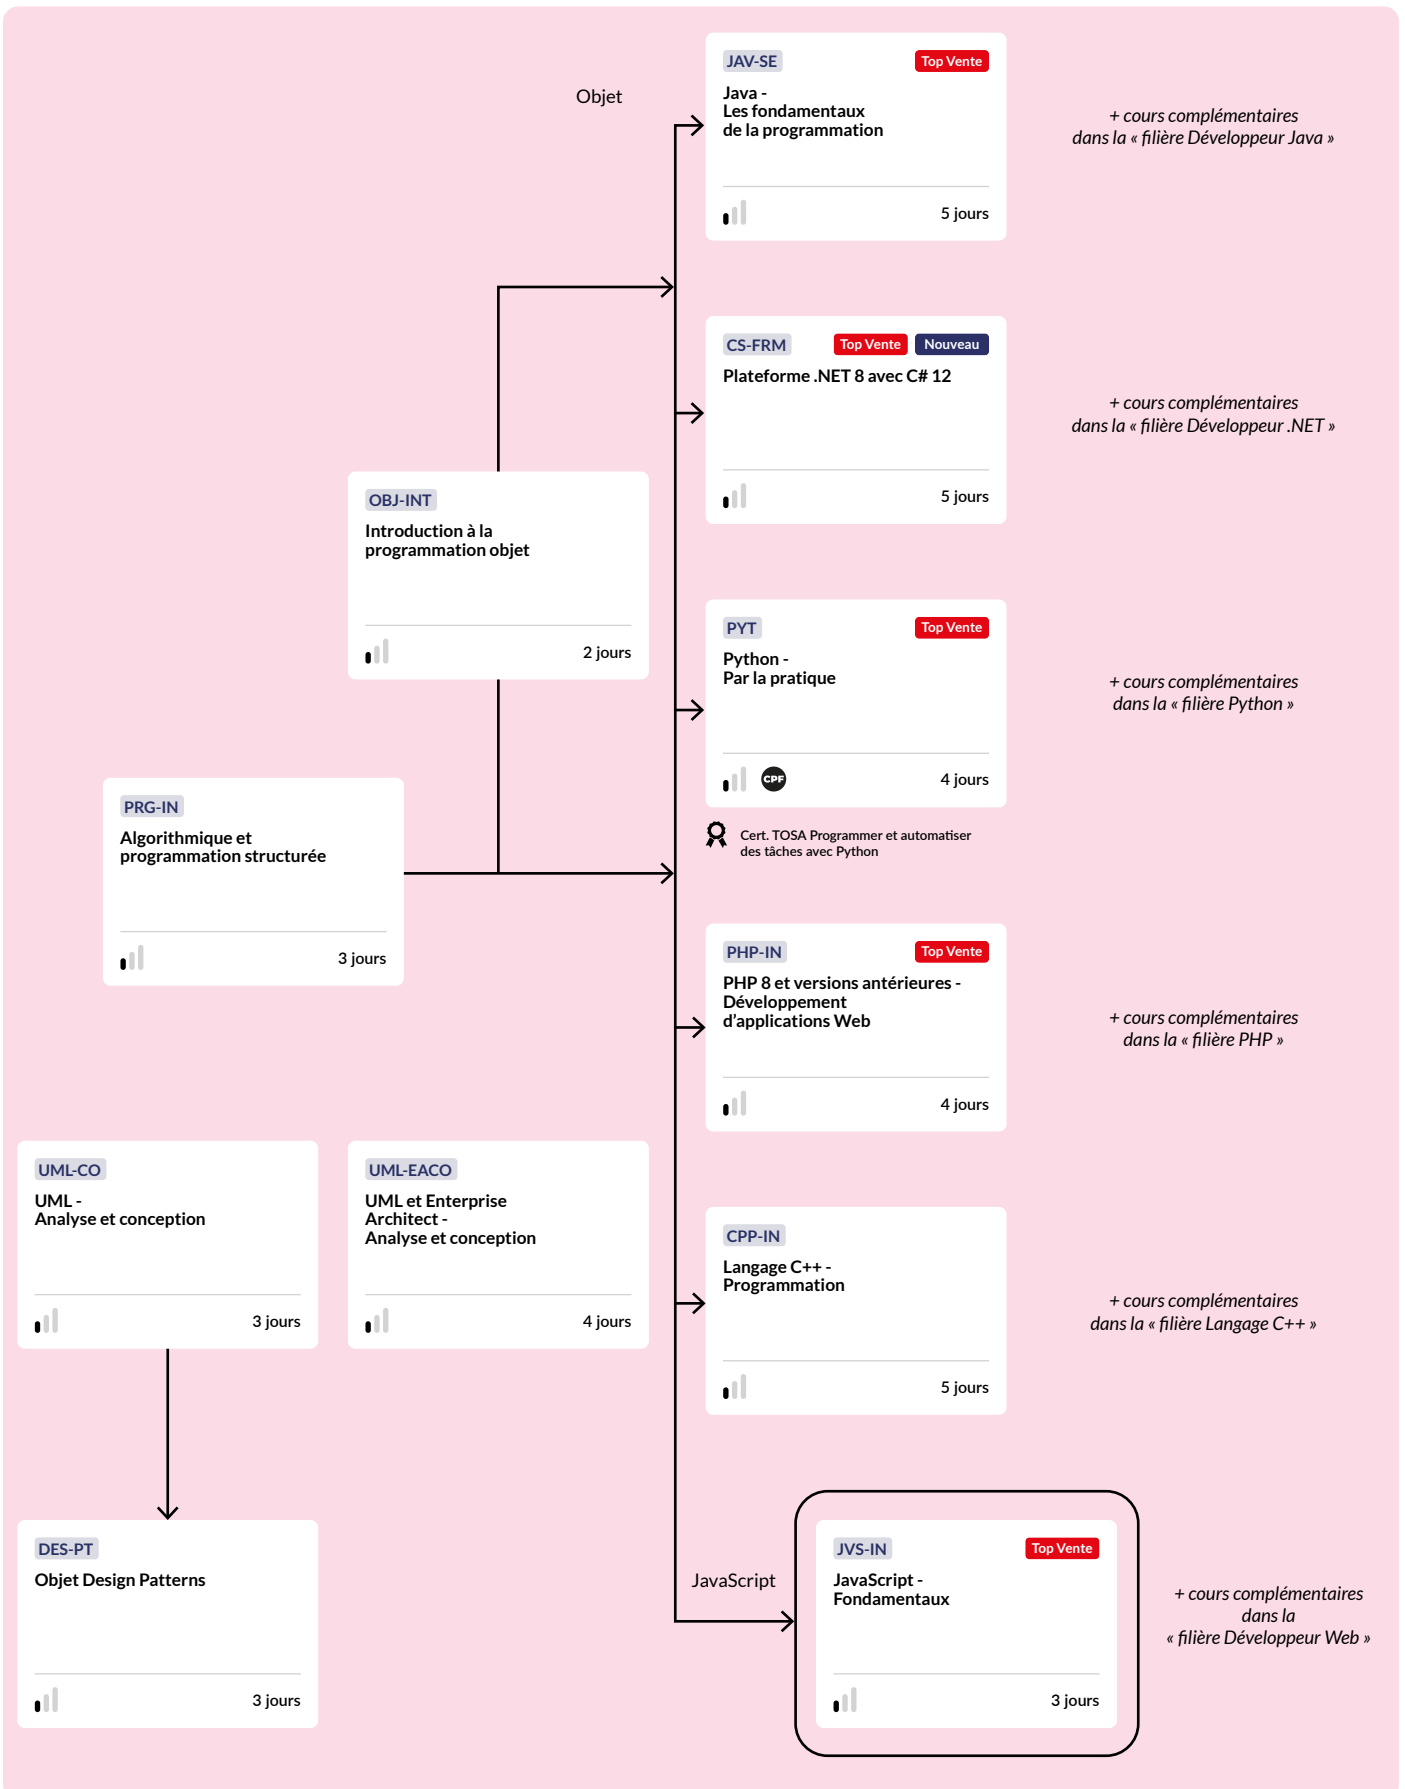 Objet
JAV-SE
Top Vente
Java -
Les fondamentaux
de la programmation
5 jours
+ cours complémentaires
dans la « filière Développeur Java »
CS-FRM
Top Vente
Nouveau
Plateforme .NET 8 avec C# 12
5 jours
+ cours complémentaires
dans la « filière Développeur .NET »
OBJ-INT
Introduction à la
programmation objet
2 jours
PYT
Top Vente
Python -
Par la pratique
CPF
4 jours
Cert. TOSA Programmer et automatiser
des tâches avec Python
+ cours complémentaires
dans la « filière Python »
PRG-IN
Algorithmique et
programmation structurée
3 jours
PHP-IN
Top Vente
PHP 8 et versions antérieures -
Développement
d’applications Web
4 jours
+ cours complémentaires
dans la « filière PHP »
UML-CO
UML -
Analyse et conception
3 jours
UML-EACO
UML et Enterprise
Architect -
Analyse et conception
4 jours
CPP-IN
Langage C++ -
Programmation
5 jours
+ cours complémentaires
dans la « filière Langage C++ »
DES-PT
Objet Design Patterns
3 jours
JavaScript
JVS-IN
Top Vente
JavaScript -
Fondamentaux
3 jours
+ cours complémentaires
dans la
« filière Développeur Web »